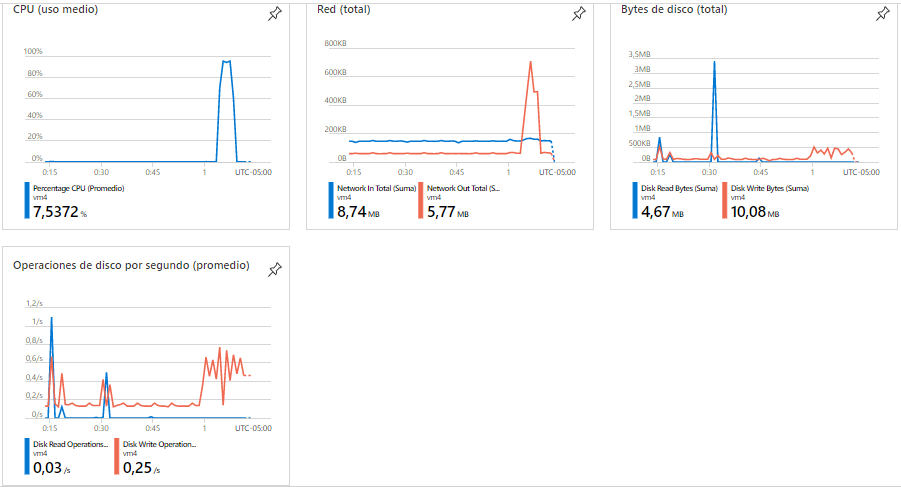 CPU (uso medio)
100%
80%
60%
40%
20%
0%
0:15 0:30 0:45 1 UTC-05:00
Percentage CPU (Promedio)
vm4
7,5372 %
Red (total)
800KB
600KB
400KB
200KB
0B
0:15 0:30 0:45 1 UTC-05:00
Network In Total (Suma) Network Out Total (S...
vm4 vm4
8,74 MB 5,77 MB
Bytes de disco (total)
3,5MB
3MB
2,5MB
2MB
1,5MB
1MB
500KB
0B
0:15 0:30 0:45 1 UTC-05:00
Disk Read Bytes (Suma) Disk Write Bytes (Suma)
vm4 vm4
4,67 MB 10,08 MB
Operaciones de disco por segundo (promedio)
1,2/s
1/s
0,8/s
0,6/s
0,4/s
0,2/s
0/s
0:15 0:30 0:45 1 UTC-05:00
Disk Read Operations... Disk Write Operation...
vm4 vm4
0,03 /s 0,25 /s